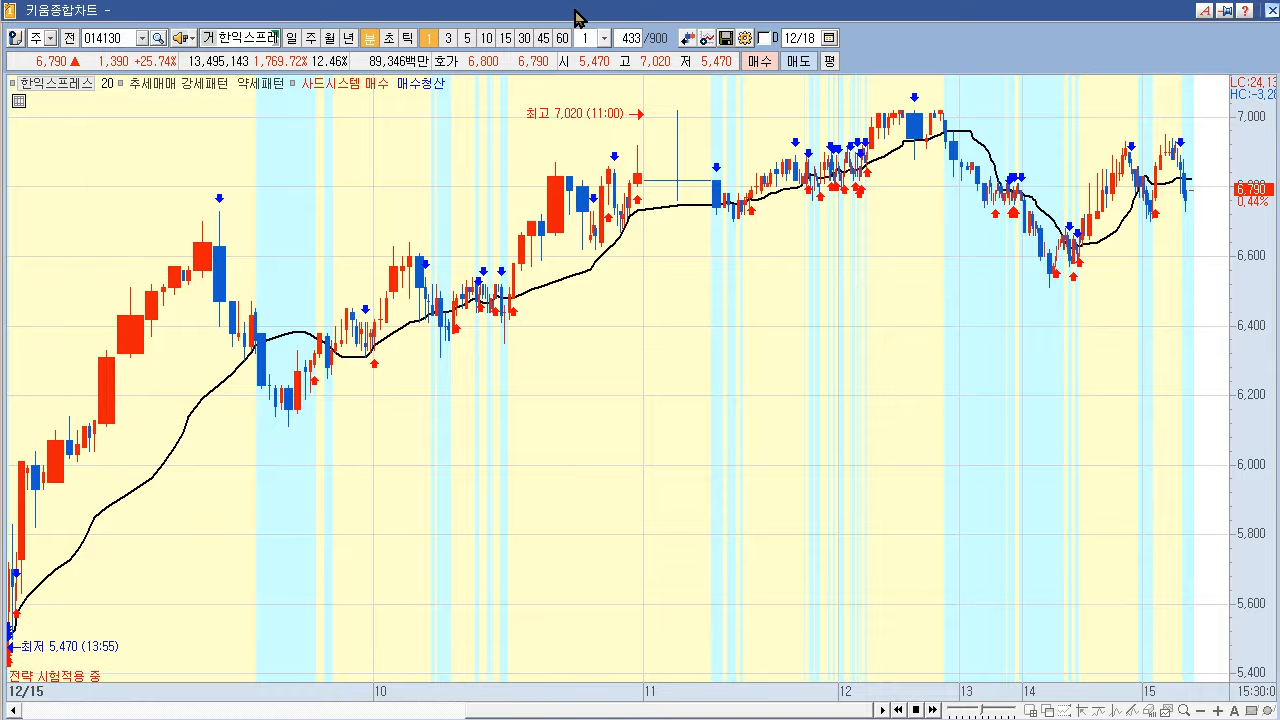 키움종합차트 -
주 전 014130 거 한익스프레 일 주 월 년 분 초 틱 1 3 5 10 15 30 45 60 1 433 /900 D 12/18
6,790 ▲ 1,390 +25.74% 13,495,143 1,769.72% 12.46% 89,346백만 호가 6,800 6,790 시 5,470 고 7,020 저 5,470 매수 매도 평
한익스프레스 20 추세매매 강세패턴 약세패턴 사드시스템 매수 매수청산
LC:24,13
HC:-3,28
최고 7,020 (11:00)
7,000
6,790
0,44%
6,600
6,400
6,200
6,000
5,800
5,600
최저 5,470 (13:55)
5,400
전략 시험적용 중
12/15 10 11 12 13 14 15 15:30:0